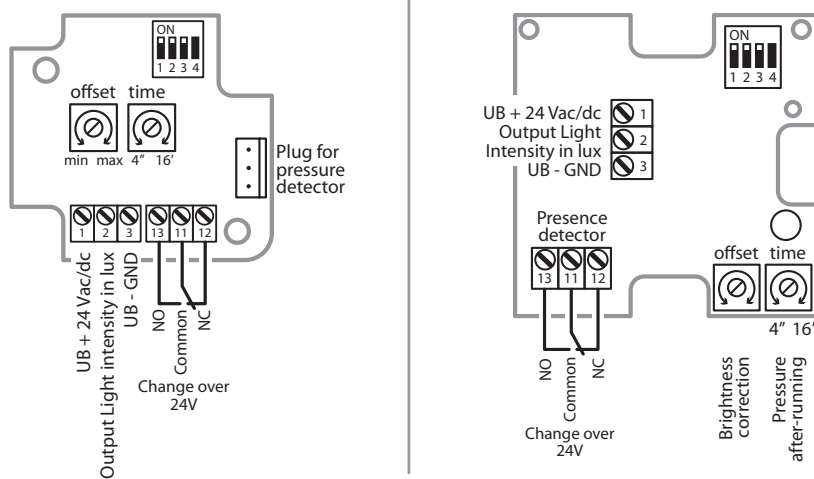 ON
1 2 3 4
offset time
min max 4” 16’
Plug for
pressure
detector
1 2 3 13 11 12
UB + 24 Vac/dc
Output Light intensity in lux
UB - GND
NO
Common
NC
Change over
24V
ON
1 2 3 4
UB + 24 Vac/dc 1
Output Light
Intensity in lux 2
UB - GND 3
Presence
detector
13 11 12
NO
Common
NC
Change over
24V
offset time
4” 16’
Brightness
correction
Pressure
after-running